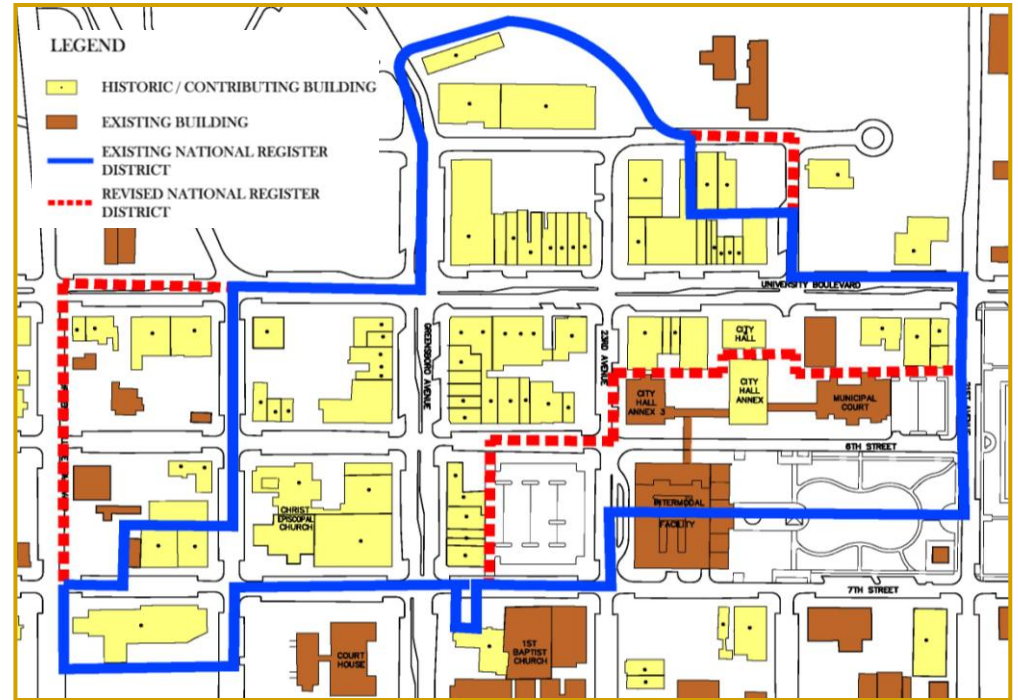 LEGEND
HISTORIC / CONTRIBUTING BUILDING
EXISTING BUILDING
EXISTING NATIONAL REGISTER
DISTRICT
REVISED NATIONAL REGISTER
DISTRICT
UNIVERSITY BOULEVARD
GREENSBORO AVENUE
23RD AVENUE
CITY
HALL
CITY
HALL
ANNEX 3
CITY
HALL
ANNEX
MUNICIPAL
COURT
6TH STREET
CHRIST
EPISCOPAL
CHURCH
INTERMODAL
FACILITY
7TH STREET
COURT
HOUSE
1ST
BAPTIST
CHURCH